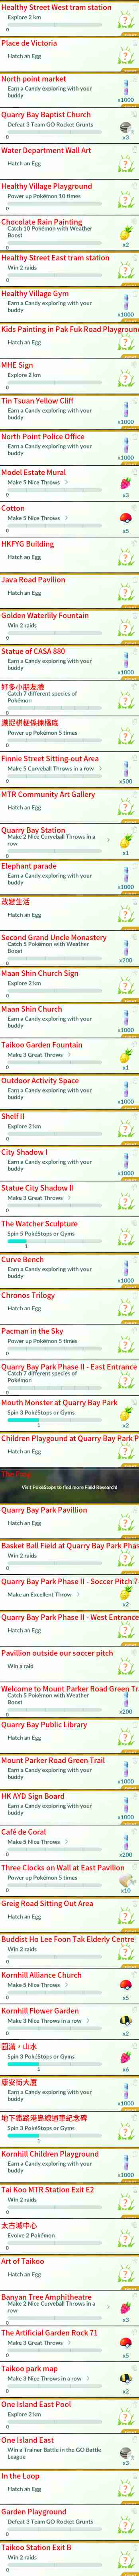 Healthy Street West tram station
Explore 2 km
0
Place de Victoria
Hatch an Egg
0
North point market
Earn a Candy exploring with your
buddy
x1000
0
Quarry Bay Baptist Church
Defeat 3 Team GO Rocket Grunts
x3
0
Water Department Wall Art
Hatch an Egg
0
Healthy Village Playground
Power up Pokémon 10 times
0
Chocolate Rain Painting
Catch 10 Pokémon with Weather
Boost
x2
0
Healthy Street East tram station
Win 2 raids
0
Healthy Village Gym
Earn a Candy exploring with your
buddy
x1000
0
Kids Painting in Pak Fuk Road Playground
Hatch an Egg
0
MHE Sign
Explore 2 km
0
Tin Tsuan Yellow Cliff
Earn a Candy exploring with your
buddy
x1000
0
North Point Police Office
Earn a Candy exploring with your
buddy
x1000
0
Model Estate Mural
Make 5 Nice Throws
x3
0
Cotton
Make 5 Nice Throws
x5
0
HKFYG Building
Hatch an Egg
0
Java Road Pavilion
Hatch an Egg
0
Golden Waterlily Fountain
Win 2 raids
0
Statue of CASA 880
Earn a Candy exploring with your
buddy
x1000
0
好多小朋友臉
Catch 7 different species of
Pokémon
0
Power up Pokémon 5 times
0
Finnie Street Sitting-out Area
Make 5 Curveball Throws in a row
x500
0
MTR Community Art Gallery
Hatch an Egg
0
Quarry Bay Station
Make 2 Nice Curveball Throws in a
row
x1
0
Elephant parade
Earn a Candy exploring with your
buddy
x1000
0
改變生活
Hatch an Egg
0
Second Grand Uncle Monastery
Catch 5 Pokémon with Weather
Boost
x200
0
Maan Shin Church Sign
Explore 2 km
0
Maan Shin Church
Earn a Candy exploring with your
buddy
x1000
0
Taikoo Garden Fountain
Make 3 Great Throws
x1
0
Outdoor Activity Space
Earn a Candy exploring with your
buddy
x1000
0
Shelf II
Explore 2 km
0
City Shadow I
Earn a Candy exploring with your
buddy
x1000
0
Statue City Shadow II
Make 3 Great Throws
0
The Watcher Sculpture
Spin 5 PokéStops or Gyms
1
Curve Bench
Earn a Candy exploring with your
buddy
x1000
0
Chronos Trilogy
Hatch an Egg
0
Pacman in the Sky
Power up Pokémon 5 times
0
Quarry Bay Park Phase II - East Entrance
Catch 7 different species of
Pokémon
0
Mouth Monster at Quarry Bay Park
Spin 3 PokéStops or Gyms
x2
1
Children Playgound at Quarry Bay Park P
Hatch an Egg
0
Visit PokéStops to find more Field Research!
Quarry Bay Park Pavillion
Hatch an Egg
0
Basket Ball Field at Quarry Bay Park Phas
Win 2 raids
0
Quarry Bay Park Phase II - Soccer Pitch 7
Make an Excellent Throw
x2
0
Quarry Bay Park Phase II - West Entrance
Hatch an Egg
0
Pavillion outside our soccer pitch
Win a raid
0
Welcome to Mount Parker Road Green Tr
Catch 5 Pokémon with Weather
Boost
x200
0
Quarry Bay Public Library
Hatch an Egg
0
Mount Parker Road Green Trail
Earn a Candy exploring with your
buddy
x1000
0
HK AYD Sign Board
Earn a Candy exploring with your
buddy
x1000
0
Café de Coral
Make 5 Nice Throws
x200
0
Three Clocks on Wall at East Pavilion
Power up Pokémon 5 times
x10
0
Greig Road Sitting Out Area
Hatch an Egg
0
Buddist Ho Lee Foon Tak Elderly Centre
Win 2 raids
0
Kornhill Alliance Church
Make 5 Nice Throws
x5
0
Kornhill Flower Garden
Make 3 Nice Throws in a row
x2
0
圓滿，山水
Spin 3 PokéStops or Gyms
x6
1
康安街大廈
Earn a Candy exploring with your
buddy
x1000
0
地下鐵路港島線通車紀念碑
Spin 3 PokéStops or Gyms
1
Kornhill Children Playground
Earn a Candy exploring with your
buddy
x1000
0
Tai Koo MTR Station Exit E2
Win 2 raids
0
太古城中心
Evolve 2 Pokémon
0
Art of Taikoo
Hatch an Egg
0
Banyan Tree Amphitheatre
Make 2 Nice Curveball Throws in a
row
x3
0
The Artificial Garden Rock 71
Make 3 Great Throws
x5
0
Taikoo park map
Make 3 Nice Throws in a row
x2
0
One Island East Pool
Explore 2 km
0
One Island East
Win a Trainer Battle in the GO Battle
League
x3
0
In the Loop
Hatch an Egg
0
Garden Playground
Defeat 3 Team GO Rocket Grunts
0
Taikoo Station Exit B
Win 2 raids
0